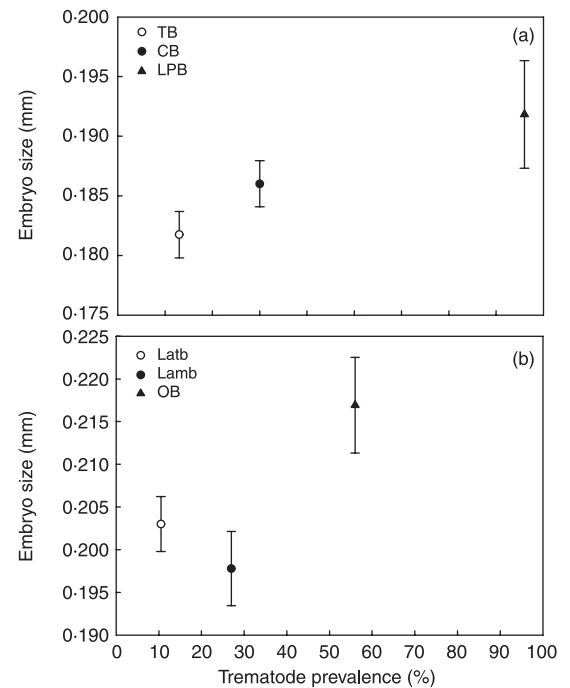 0·200
(a)
TB
CB
LPB
0·195
0·190
0·185
0·180
0·175
Embryo size (mm)
0·225
(b)
Latb
Lamb
OB
0·220
0·215
0·210
0·205
0·200
0·195
0·190
Embryo size (mm)
0 10 20 30 40 50 60 70 80 90 100
Trematode prevalence (%)